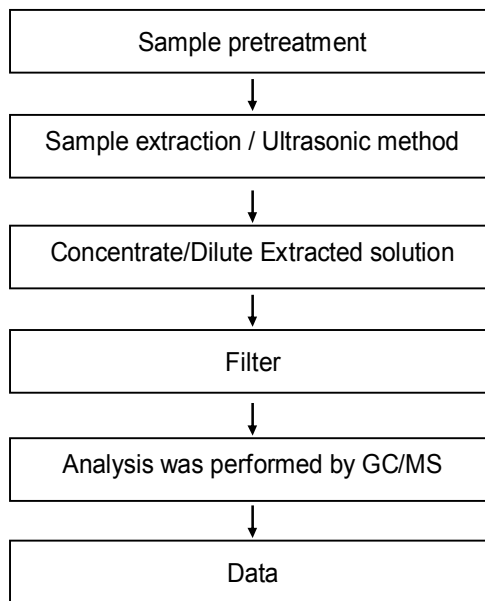 Sample pretreatment
Sample extraction / Ultrasonic method
Concentrate/Dilute Extracted solution
Filter
Analysis was performed by GC/MS
Data